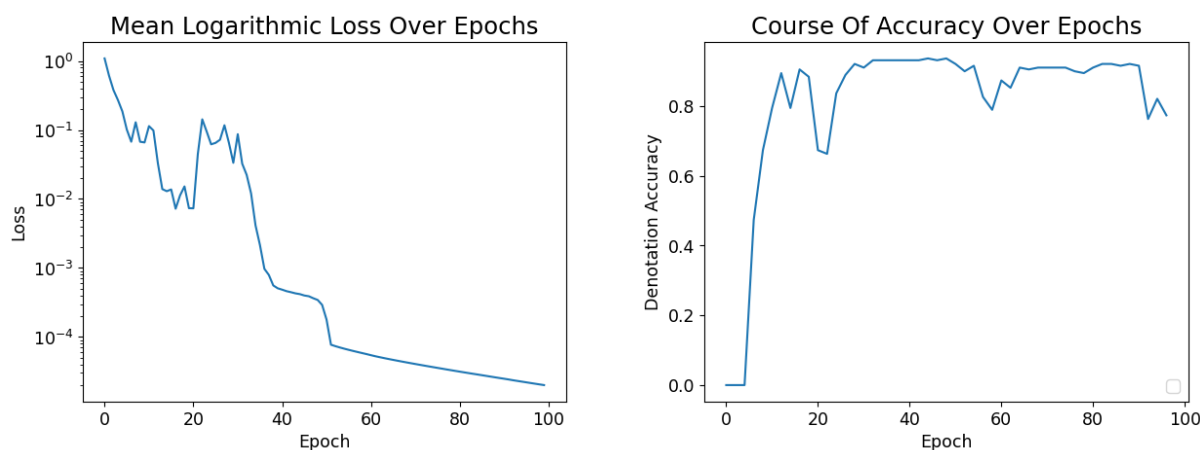 Mean Logarithmic Loss Over Epochs
10⁰
10⁻¹
10⁻²
10⁻³
10⁻⁴
Loss
0 20 40 60 80 100
Epoch
Course Of Accuracy Over Epochs
0.8
0.6
0.4
0.2
0.0
Denotation Accuracy
0 20 40 60 80 100
Epoch